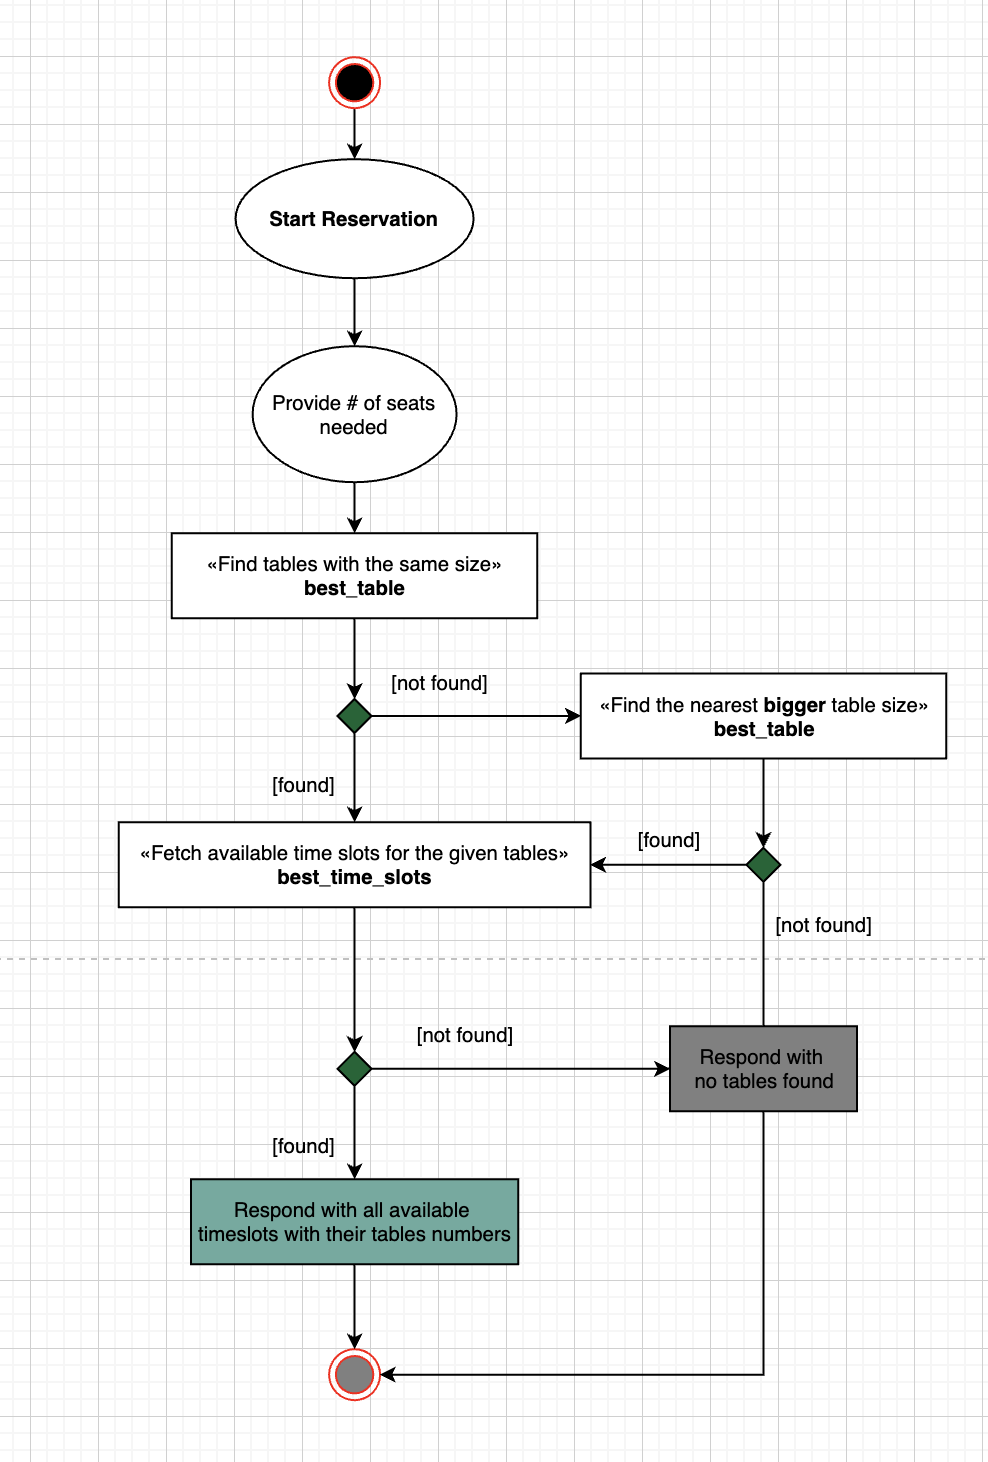 Start Reservation
Provide # of seats
needed
«Find tables with the same size»
best_table
[not found]
«Find the nearest bigger table size»
best_table
[found]
«Fetch available time slots for the given tables»
best_time_slots
[found]
[not found]
[not found]
Respond with
no tables found
[found]
Respond with all available
timeslots with their tables numbers